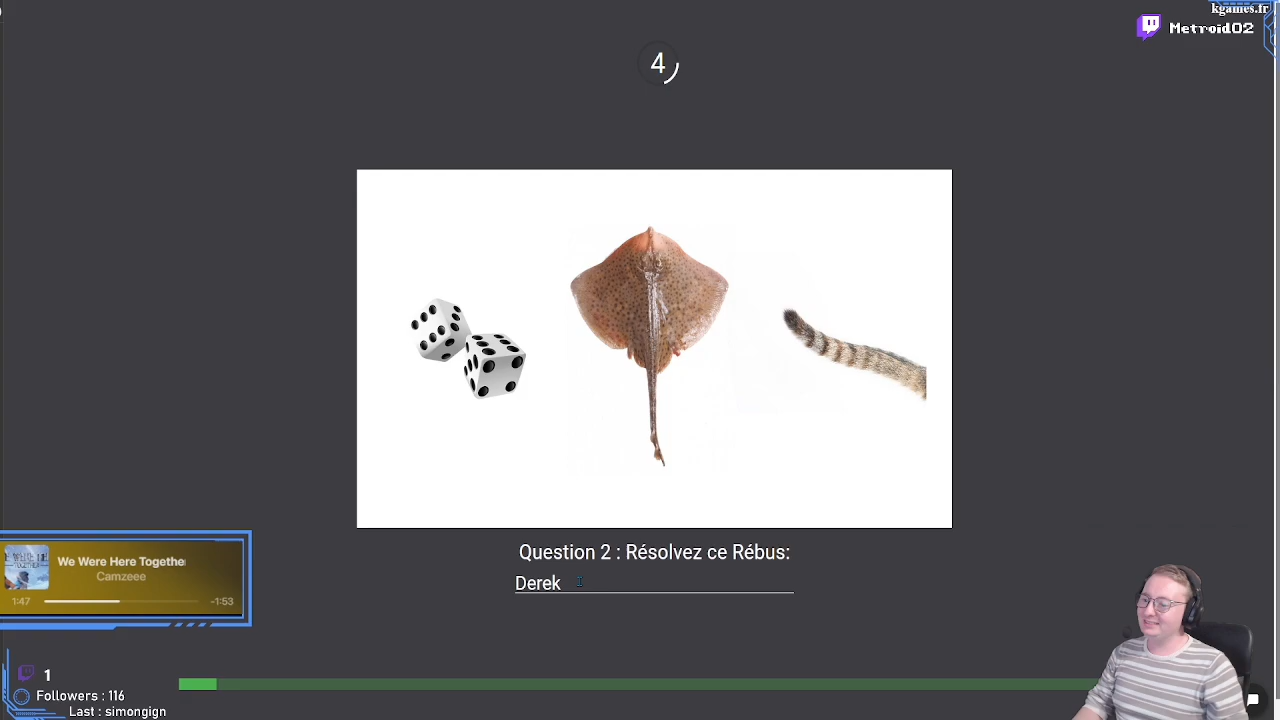 kgames.fr
Metroid02
4
Question 2 : Résolvez ce Rébus:
Derek
We Were Here Together
Camzeee
1:47
-1:53
1
Followers : 116
Last : simongign